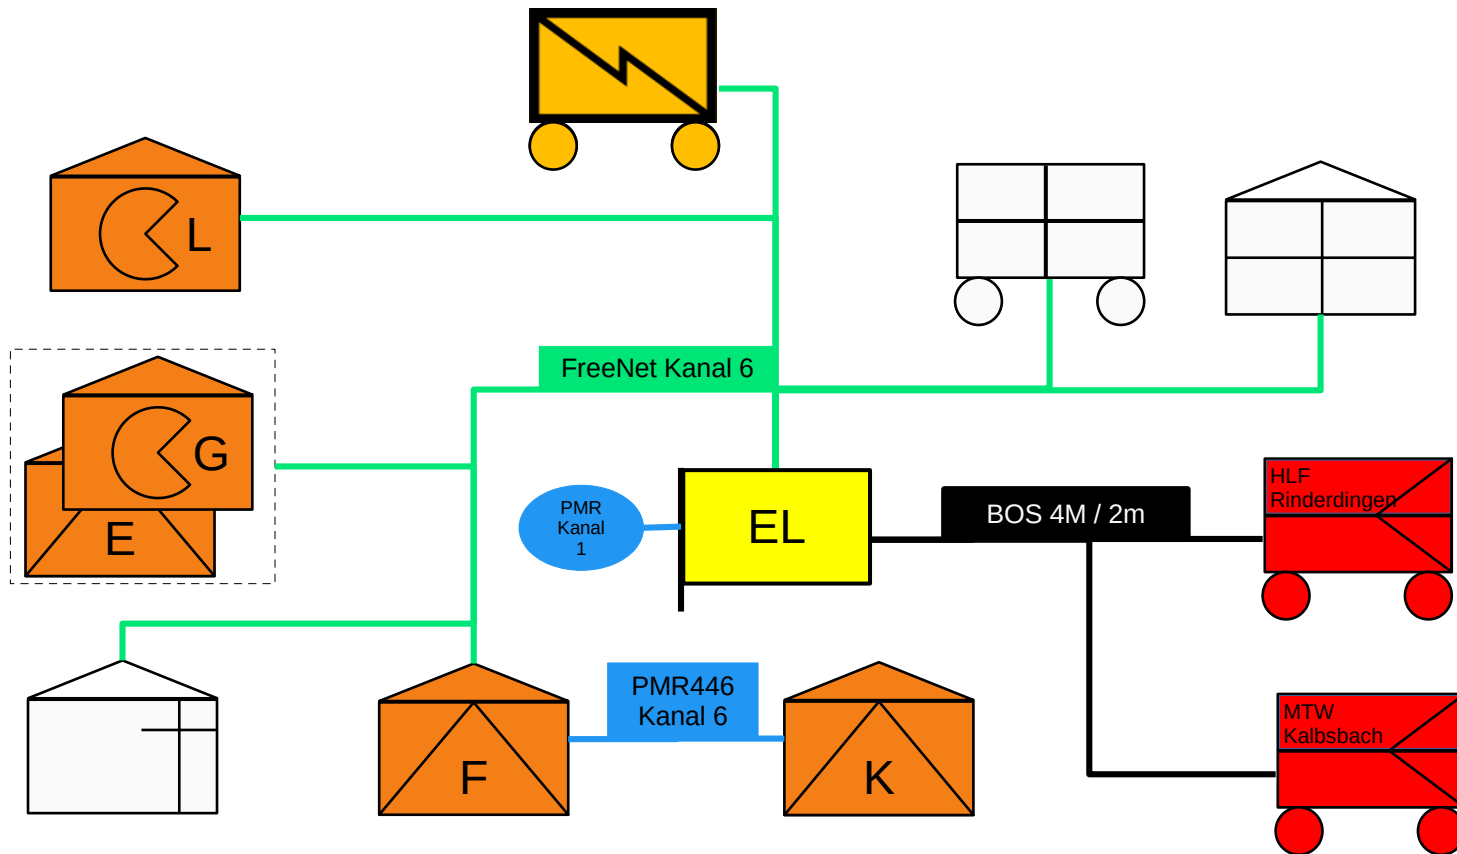 L
FreeNet Kanal 6
G
E
PMR
Kanal
1
EL
BOS 4M / 2m
HLF
Rinderdingen
PMR446
Kanal 6
F
K
MTW
Kalbsbach